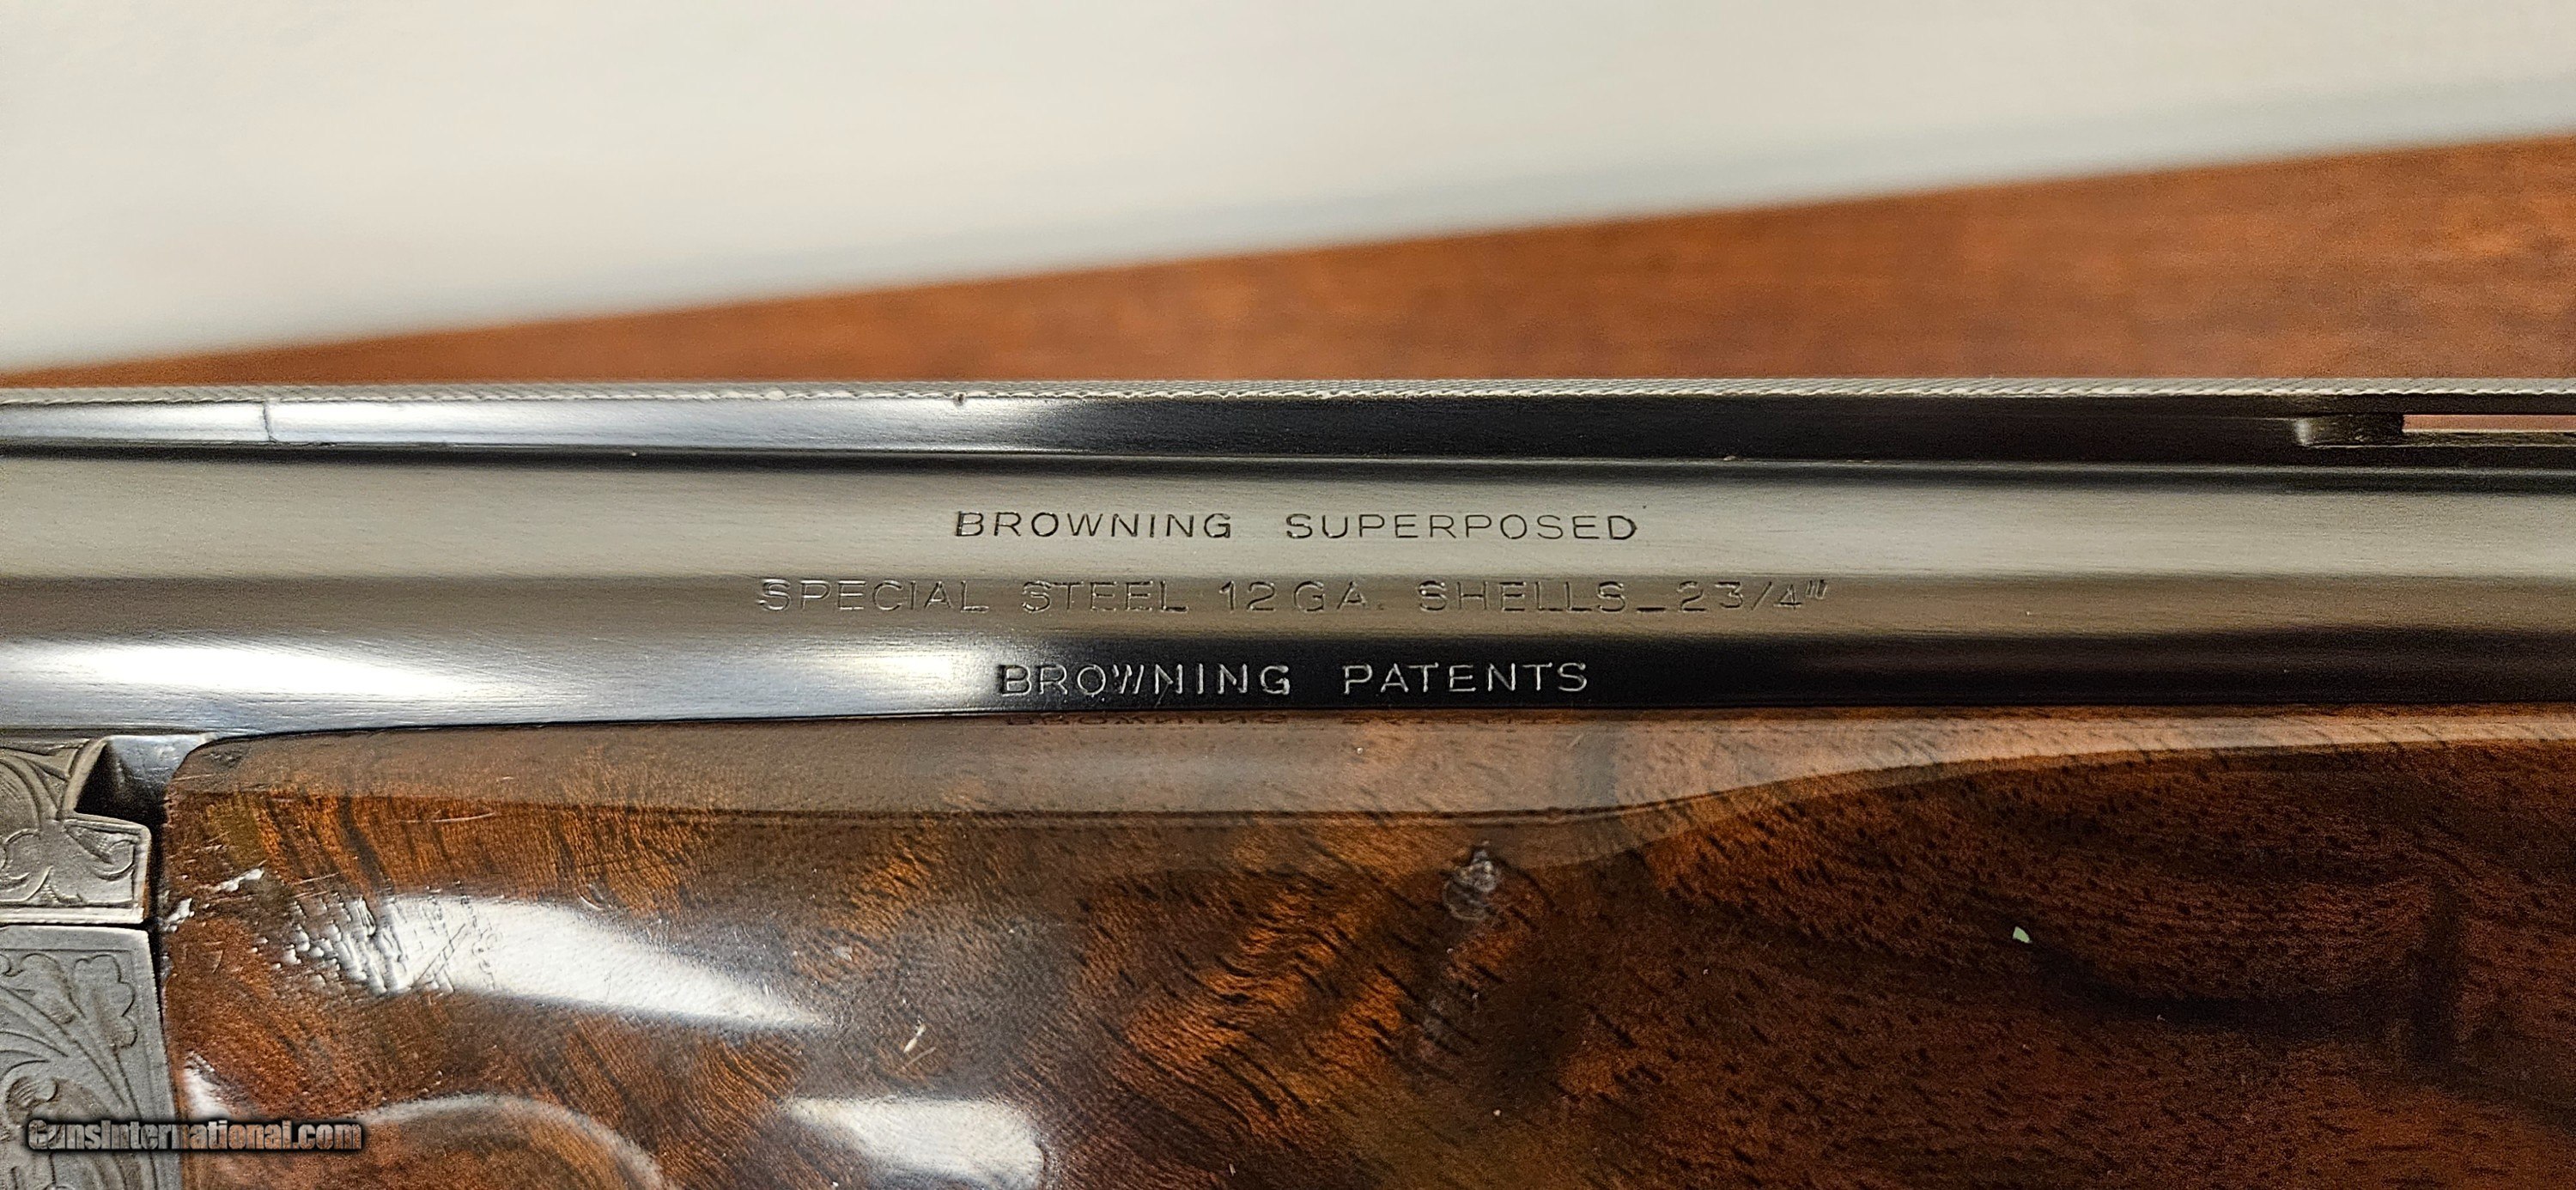 BROWNING SUPERPOSED
SPECIAL STEEL 12 GA. SHELLS_2 3/4"
BROWNING PATENTS
GunsInternational.com